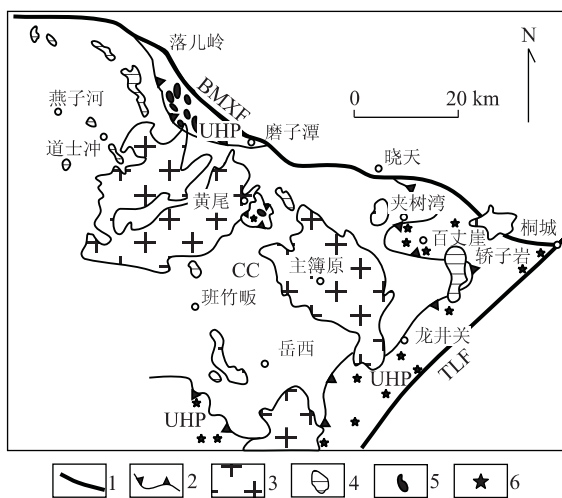 落儿岭
N
BMXF
燕子河
0 20 km
UHP
磨子潭
道士冲
晓天
黄尾
夹树湾
桐城
百丈崖
轿子岩
CC
主簿原
班竹畈
龙井关
岳西
TLF
UHP
UHP
1 2 3 4 5 6